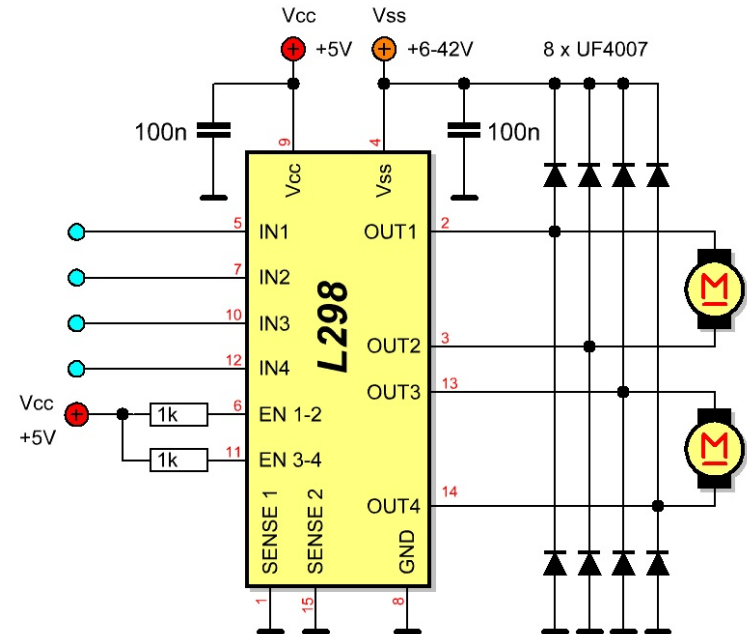 Vcc Vss
+5V +6-42V 8 x UF4007
100n 100n
9 4
Vcc Vss
5 IN1 OUT1 2
7 IN2
L298
M
10 IN3
OUT2 3
12 IN4
OUT3 13
Vcc
+5V
1k 6 EN 1-2
M
1k 11 EN 3-4
OUT4 14
SENSE 1 SENSE 2 GND
1 15 8